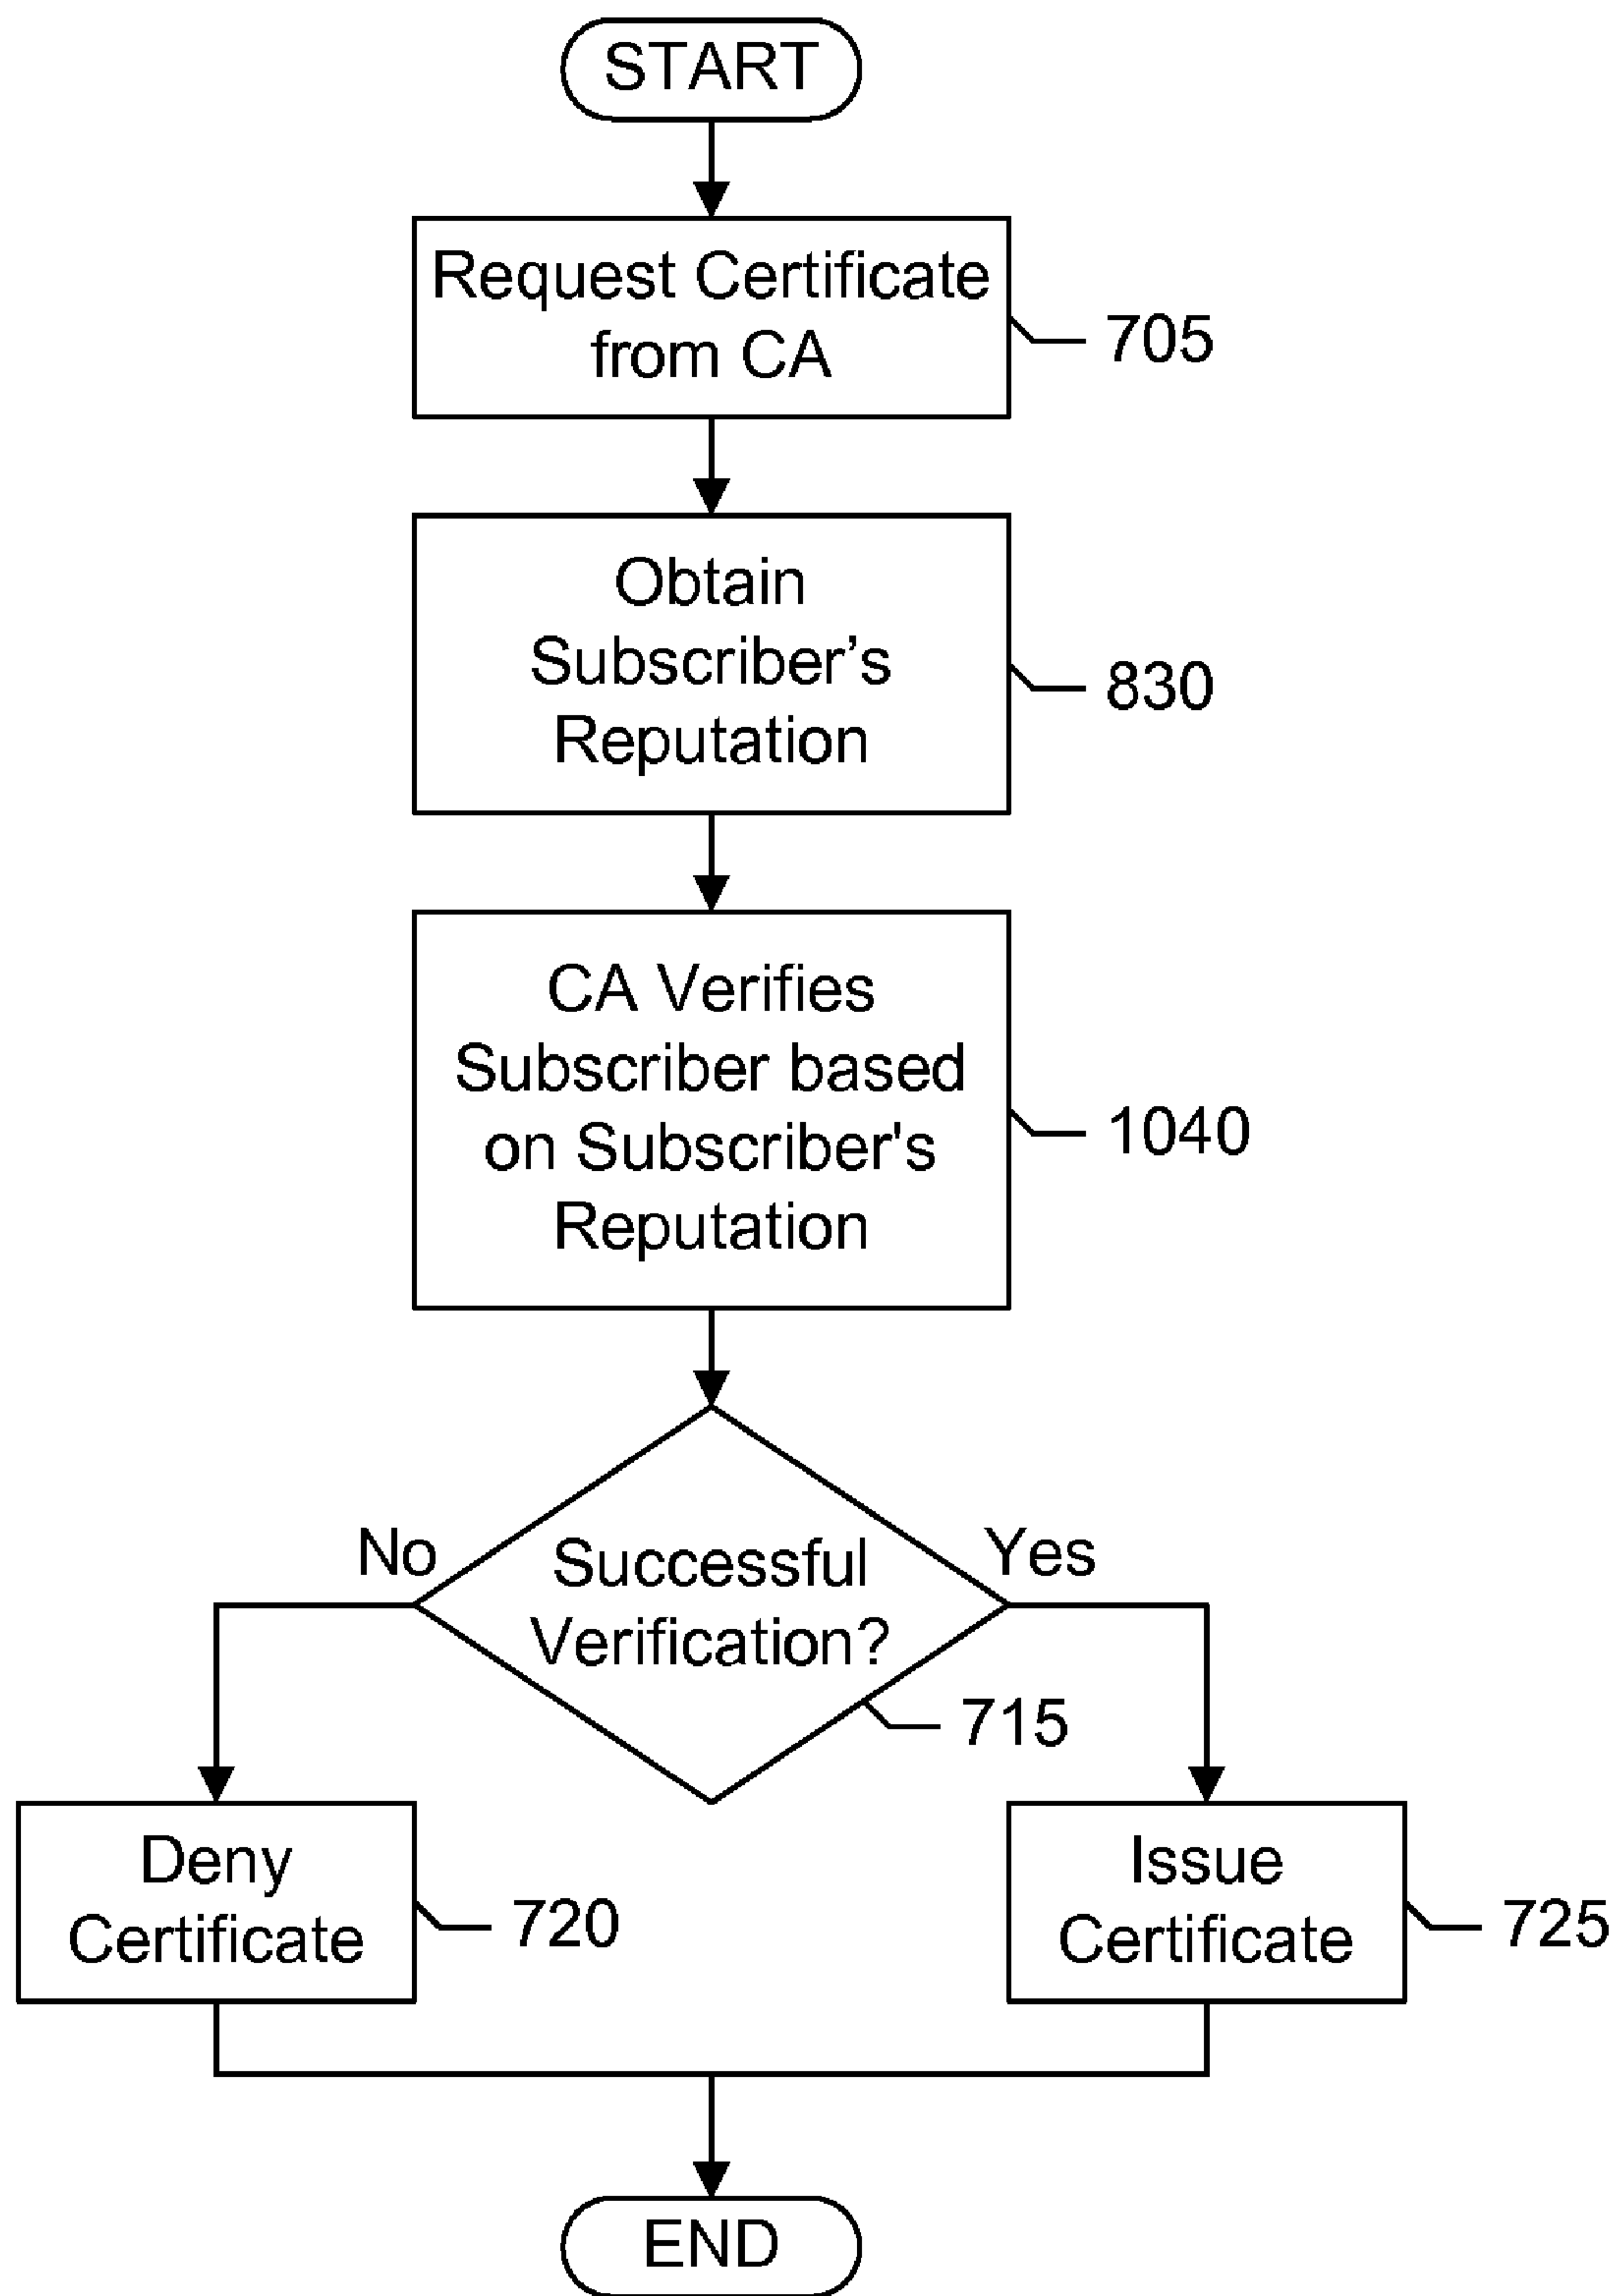 START
Request Certificate
from CA
705
Obtain
Subscriber’s
Reputation
830
CA Verifies
Subscriber based
on Subscriber's
Reputation
1040
No
Yes
Successful
Verification?
715
Deny
Certificate
720
Issue
Certificate
725
END